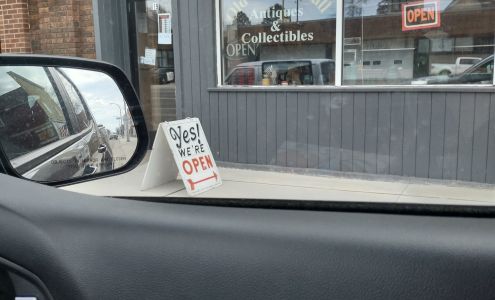 Antiques
&
Collectibles
OPEN
OPEN
Yes!
WE'RE
OPEN